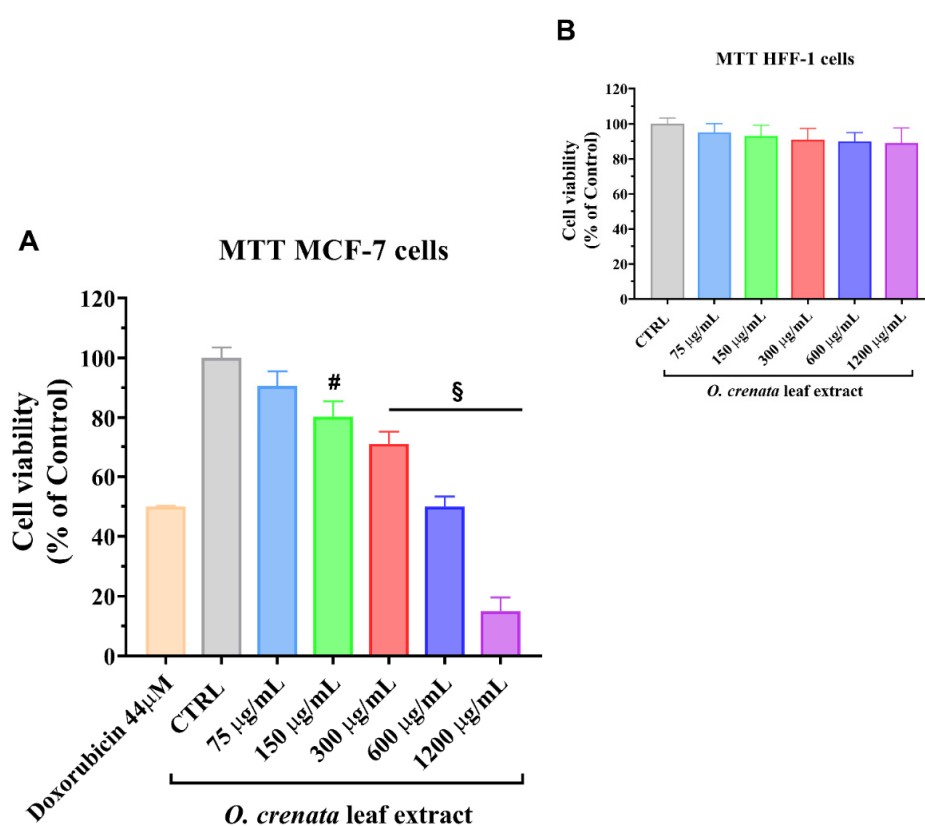 A
MTT MCF-7 cells
Cell viability
(% of Control)
120
100
80
60
40
20
0
#
§
Doxorubicin 44μM
CTRL
75 μg/mL
150 μg/mL
300 μg/mL
600 μg/mL
1200 μg/mL
O. crenata leaf extract
B
MTT HFF-1 cells
Cell viability
(% of Control)
120
100
80
60
40
20
0
CTRL
75 μg/mL
150 μg/mL
300 μg/mL
600 μg/mL
1200 μg/mL
O. crenata leaf extract